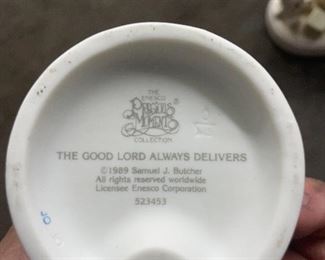 THE
ENESCO
PRECIOUS
MOMENTS®
COLLECTION
THE GOOD LORD ALWAYS DELIVERS
©1989 Samuel J. Butcher
All rights reserved worldwide
Licensee Enesco Corporation
523453